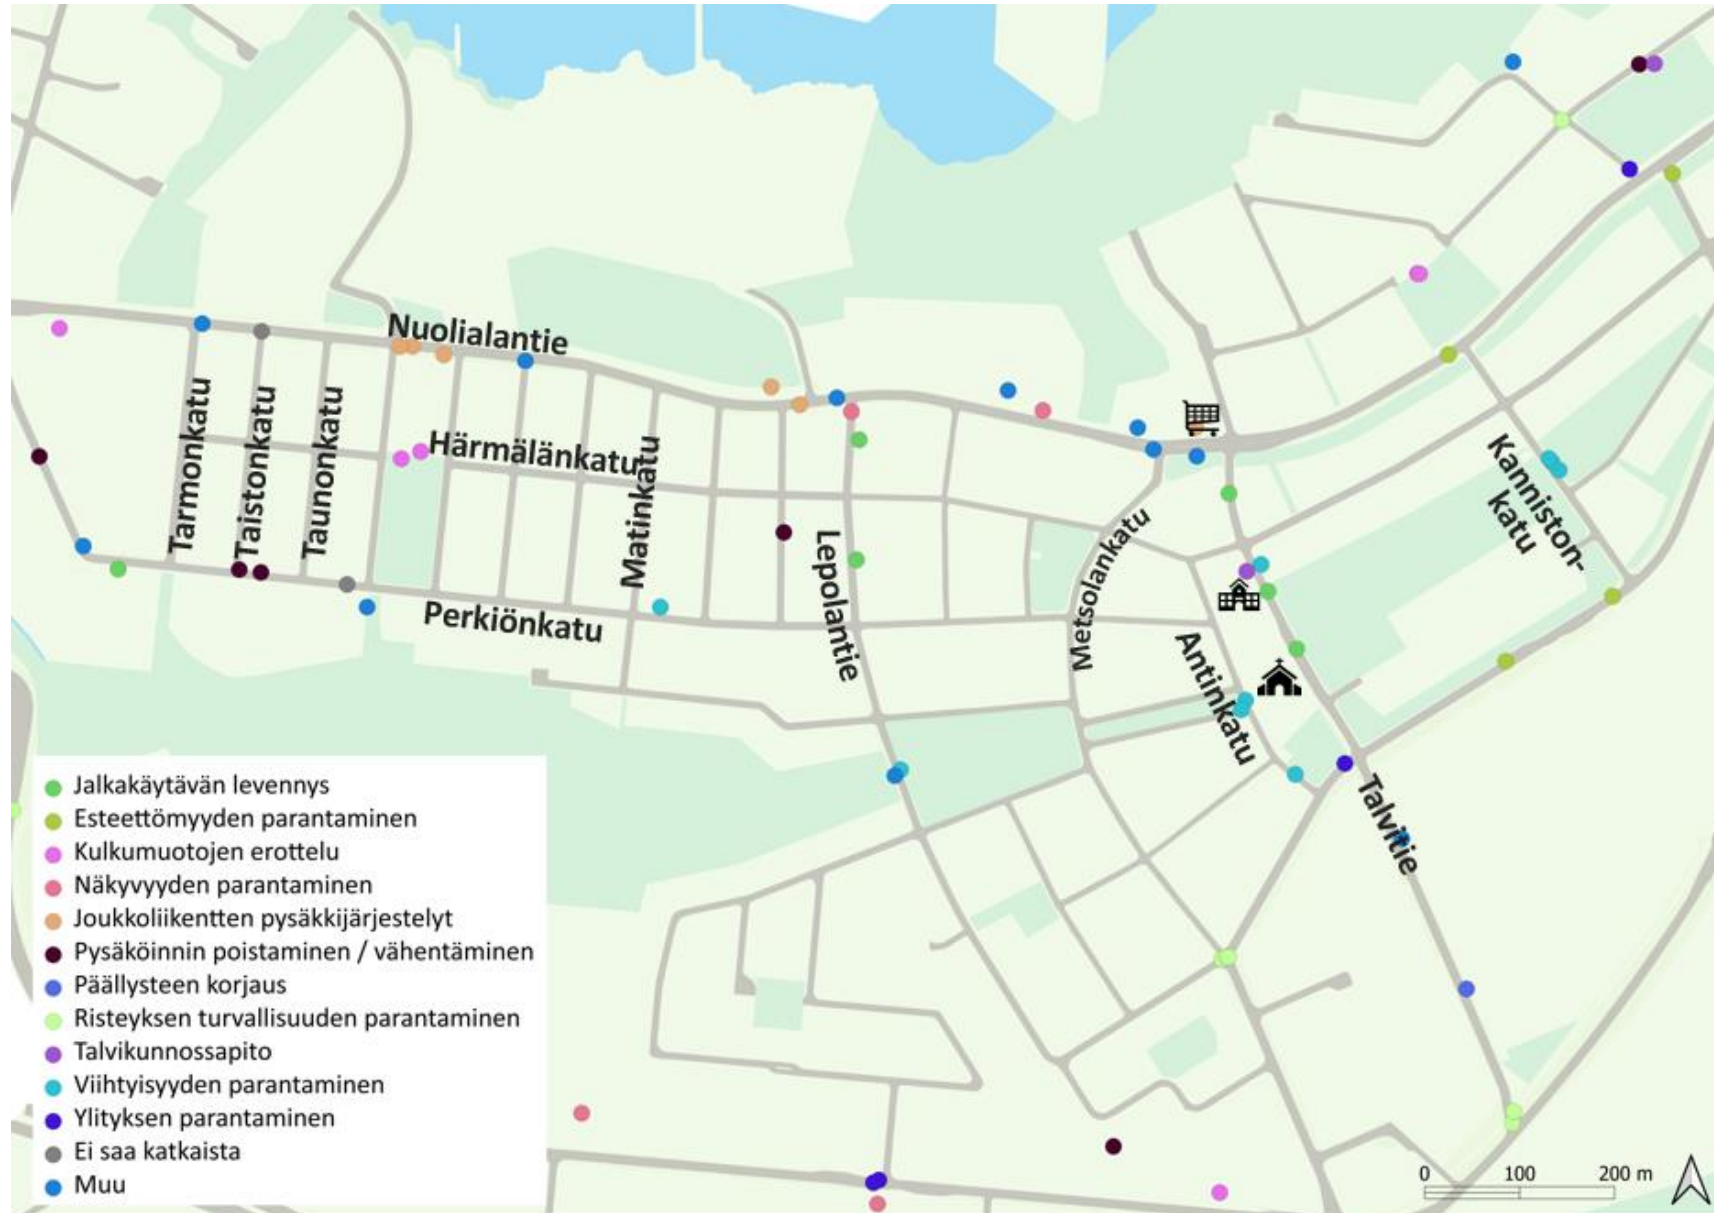 Nuolialantie
Härmälänkatu
Tarmonkatu
Taistonkatu
Taunonkatu
Matinkatu
Perkiönkatu
Lepolantie
Metsolankatu
Antinkatu
Kanniston-
katu
Talvitie
Jalkakäytävän levennys
Esteettömyyden parantaminen
Kulkumuotojen erottelu
Näkyvyyden parantaminen
Joukkoliikentten pysäkkijärjestelyt
Pysäköinnin poistaminen / vähentäminen
Päällysteen korjaus
Risteyksen turvallisuuden parantaminen
Talvikunnossapito
Viihtyisyyden parantaminen
Ylityksen parantaminen
Ei saa katkaista
Muu
0 100 200 m